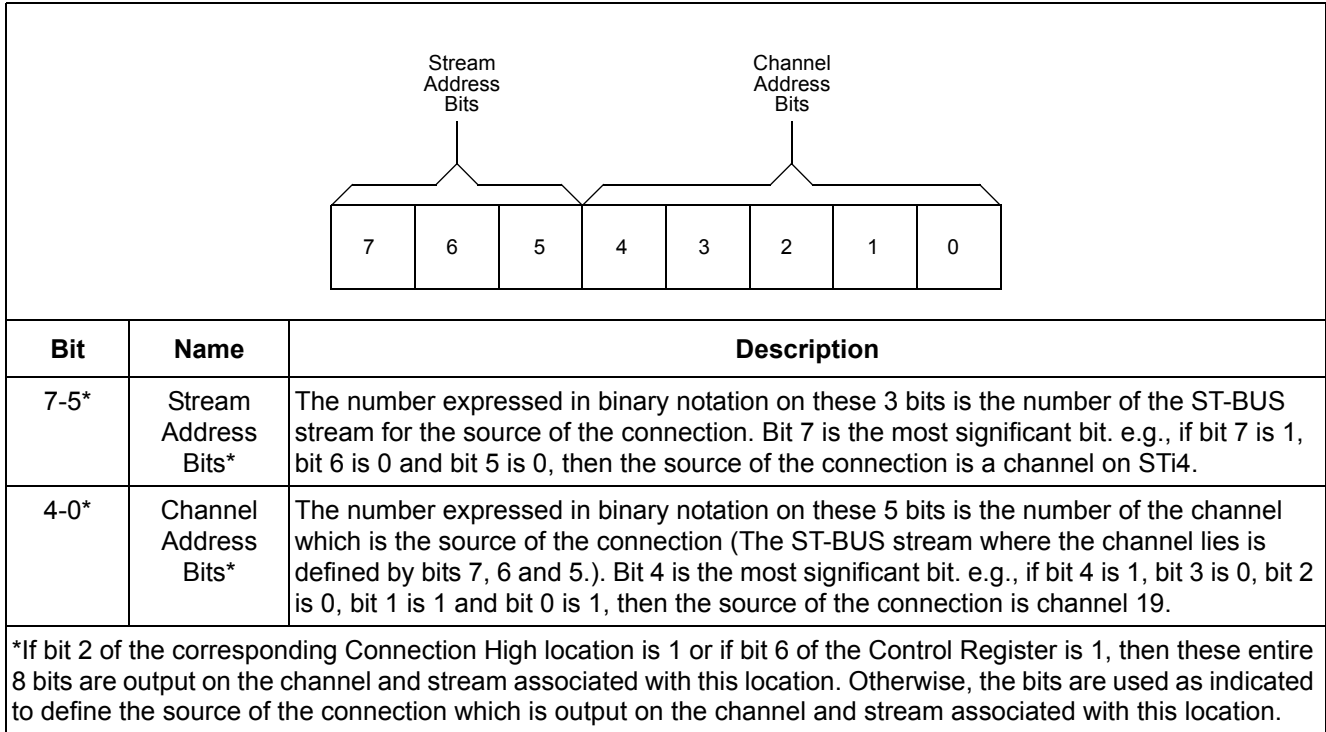 Stream
Address
Bits
Channel
Address
Bits
7 6 5 4 3 2 1 0
Bit Name Description
7-5* Stream Address Bits* The number expressed in binary notation on these 3 bits is the number of the ST-BUS
stream for the source of the connection. Bit 7 is the most significant bit. e.g., if bit 7 is 1,
bit 6 is 0 and bit 5 is 0, then the source of the connection is a channel on STi4.
4-0* Channel Address Bits* The number expressed in binary notation on these 5 bits is the number of the channel
which is the source of the connection (The ST-BUS stream where the channel lies is
defined by bits 7, 6 and 5.). Bit 4 is the most significant bit. e.g., if bit 4 is 1, bit 3 is 0, bit 2
is 0, bit 1 is 1 and bit 0 is 1, then the source of the connection is channel 19.
*If bit 2 of the corresponding Connection High location is 1 or if bit 6 of the Control Register is 1, then these entire
8 bits are output on the channel and stream associated with this location. Otherwise, the bits are used as indicated
to define the source of the connection which is output on the channel and stream associated with this location.